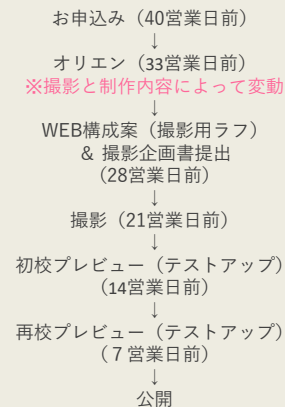 お申込み（40営業日前）
↓
オリエン（33営業日前）
※撮影と制作内容によって変動
↓
WEB構成案（撮影用ラフ）
& 撮影企画書提出
（28営業日前）
↓
撮影（21営業日前）
↓
初校プレビュー（テストアップ）
（14営業日前）
↓
再校プレビュー（テストアップ）
（７営業日前）
↓
公開